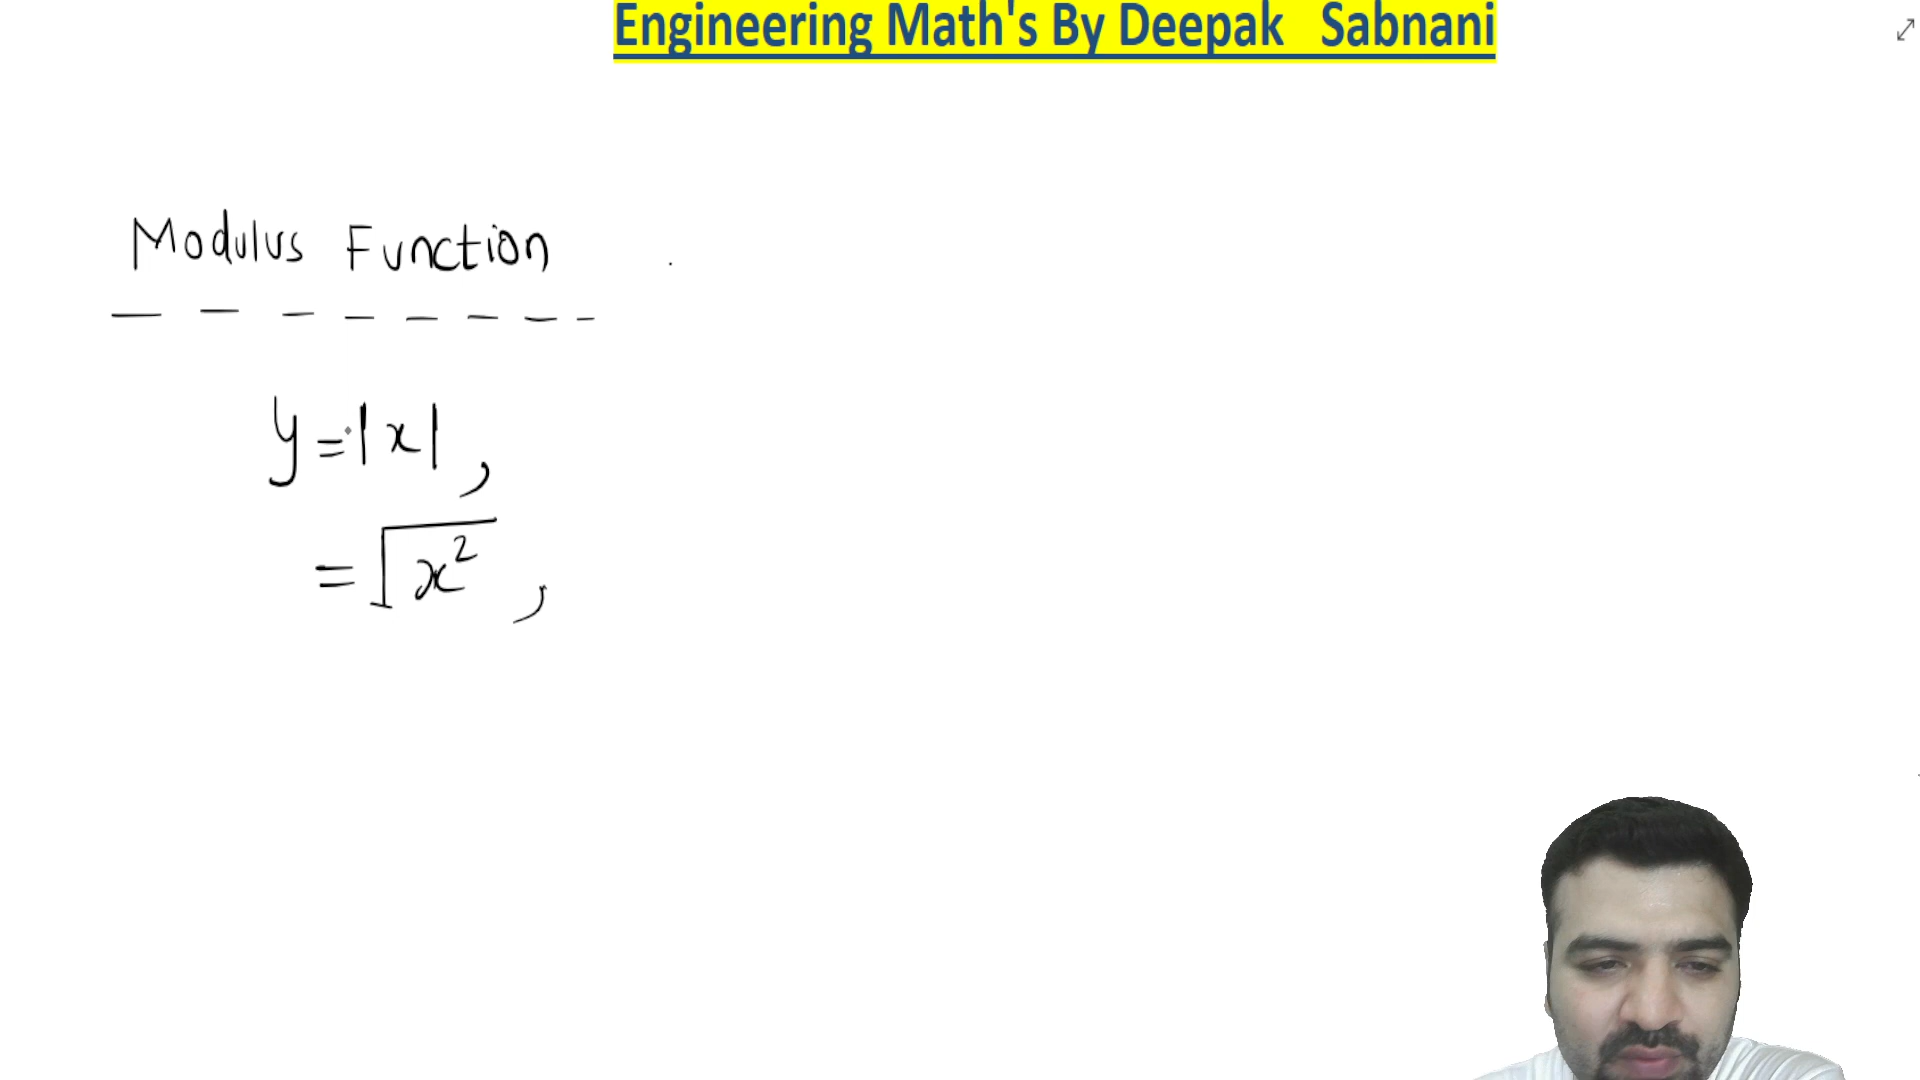 Engineering Math's By Deepak Sabnani
Modulus Function
y=|x| ,
= √x² ,